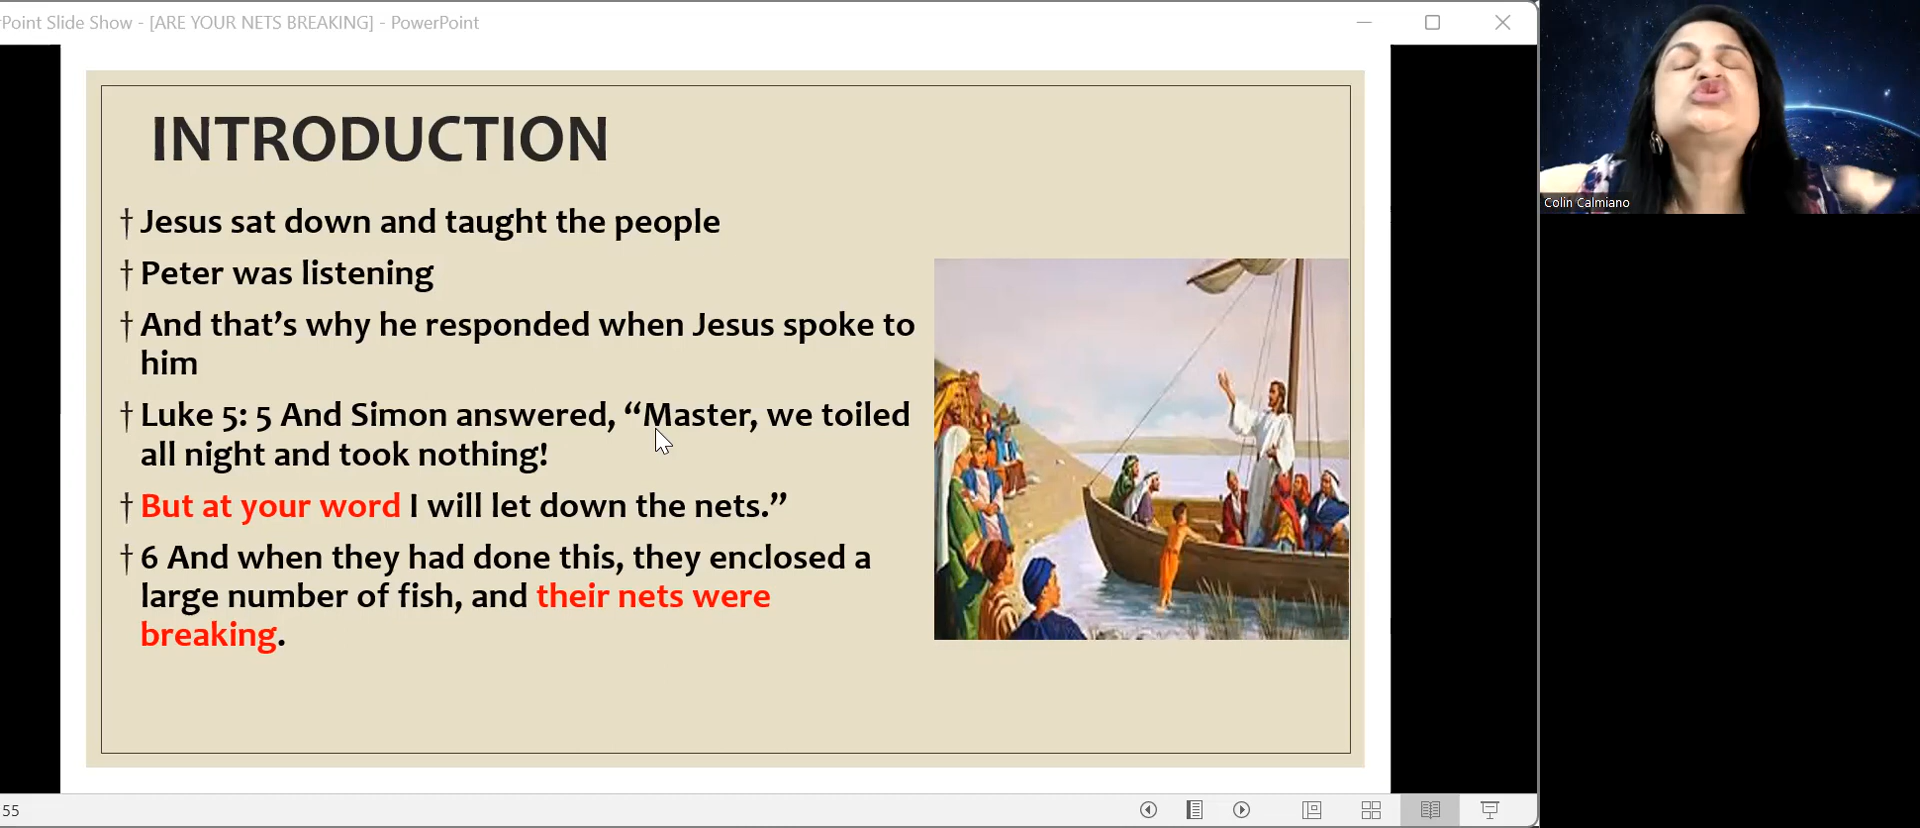 Point Slide Show - [ARE YOUR NETS BREAKING] - PowerPoint
INTRODUCTION
† Jesus sat down and taught the people
† Peter was listening
† And that’s why he responded when Jesus spoke to
him
† Luke 5: 5 And Simon answered, “Master, we toiled
all night and took nothing!
† But at your word I will let down the nets.”
† 6 And when they had done this, they enclosed a
large number of fish, and their nets were
breaking.
Colin Calmiano
55